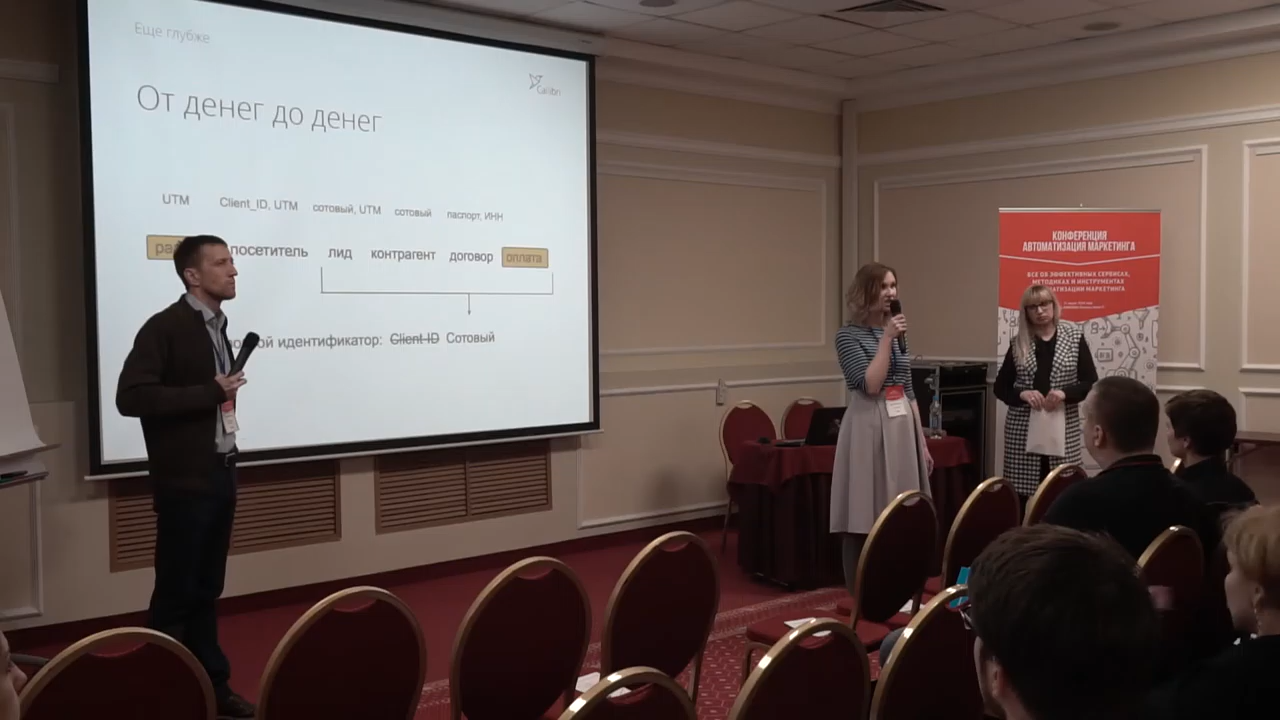 Еще глубже
Calltibri
От денег до денег
UTM Client_ID, UTM сотовый, UTM сотовый паспорт, ИНН
посетитель лид контрагент договор оплата
идентификатор: Client ID Сотовый
КОНФЕРЕНЦИЯ
АВТОМАТИЗАЦИЯ МАРКЕТИНГА
ВСЕ ОБ ЭФФЕКТИВНЫХ СЕРВИСАХ,
МЕТОДИКАХ И ИНСТРУМЕНТАХ
МАРКЕТИНГА